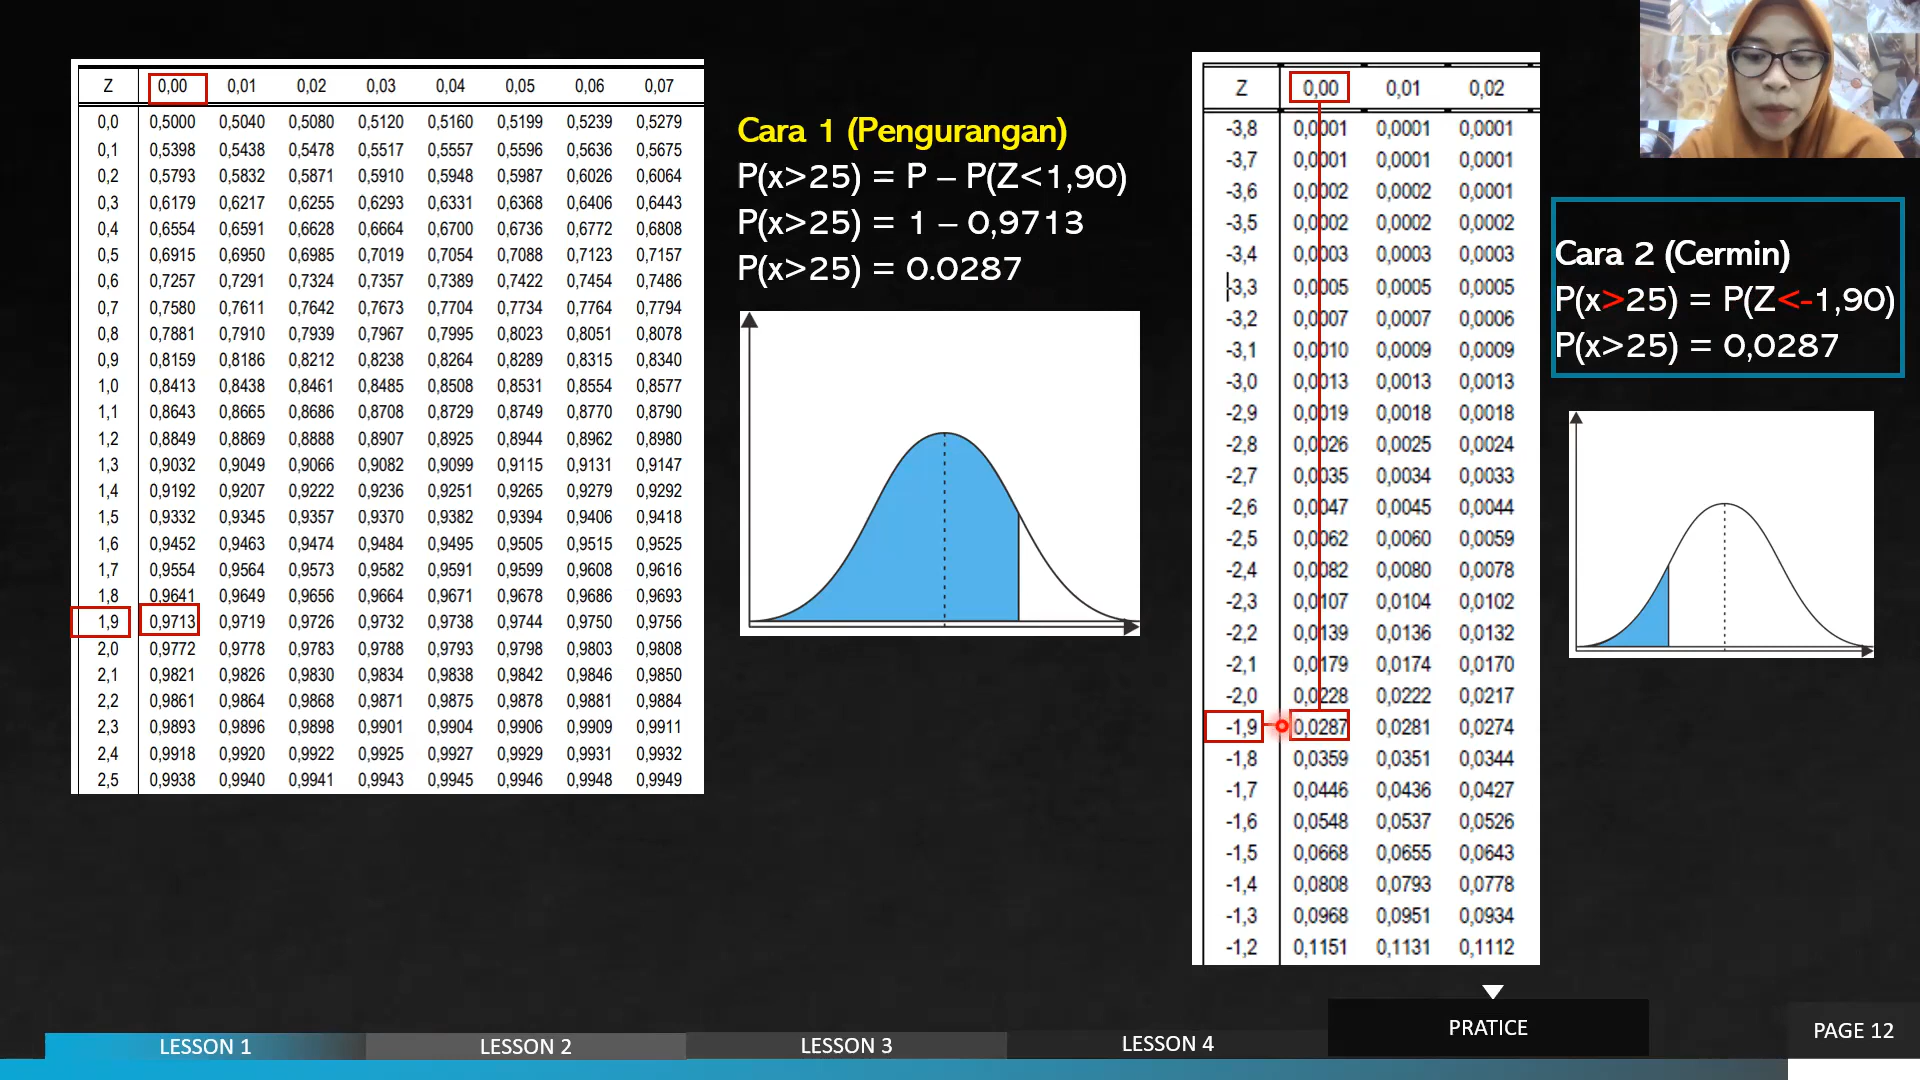 Z 0,00 0,01 0,02 0,03 0,04 0,05 0,06 0,07
0,0 0,5000 0,5040 0,5080 0,5120 0,5160 0,5199 0,5239 0,5279
0,1 0,5398 0,5438 0,5478 0,5517 0,5557 0,5596 0,5636 0,5675
0,2 0,5793 0,5832 0,5871 0,5910 0,5948 0,5987 0,6026 0,6064
0,3 0,6179 0,6217 0,6255 0,6293 0,6331 0,6368 0,6406 0,6443
0,4 0,6554 0,6591 0,6628 0,6664 0,6700 0,6736 0,6772 0,6808
0,5 0,6915 0,6950 0,6985 0,7019 0,7054 0,7088 0,7123 0,7157
0,6 0,7257 0,7291 0,7324 0,7357 0,7389 0,7422 0,7454 0,7486
0,7 0,7580 0,7611 0,7642 0,7673 0,7704 0,7734 0,7764 0,7794
0,8 0,7881 0,7910 0,7939 0,7967 0,7995 0,8023 0,8051 0,8078
0,9 0,8159 0,8186 0,8212 0,8238 0,8264 0,8289 0,8315 0,8340
1,0 0,8413 0,8438 0,8461 0,8485 0,8508 0,8531 0,8554 0,8577
1,1 0,8643 0,8665 0,8686 0,8708 0,8729 0,8749 0,8770 0,8790
1,2 0,8849 0,8869 0,8888 0,8907 0,8925 0,8944 0,8962 0,8980
1,3 0,9032 0,9049 0,9066 0,9082 0,9099 0,9115 0,9131 0,9147
1,4 0,9192 0,9207 0,9222 0,9236 0,9251 0,9265 0,9279 0,9292
1,5 0,9332 0,9345 0,9357 0,9370 0,9382 0,9394 0,9406 0,9418
1,6 0,9452 0,9463 0,9474 0,9484 0,9495 0,9505 0,9515 0,9525
1,7 0,9554 0,9564 0,9573 0,9582 0,9591 0,9599 0,9608 0,9616
1,8 0,9641 0,9649 0,9656 0,9664 0,9671 0,9678 0,9686 0,9693
1,9 0,9713 0,9719 0,9726 0,9732 0,9738 0,9744 0,9750 0,9756
2,0 0,9772 0,9778 0,9783 0,9788 0,9793 0,9798 0,9803 0,9808
2,1 0,9821 0,9826 0,9830 0,9834 0,9838 0,9842 0,9846 0,9850
2,2 0,9861 0,9864 0,9868 0,9871 0,9875 0,9878 0,9881 0,9884
2,3 0,9893 0,9896 0,9898 0,9901 0,9904 0,9906 0,9909 0,9911
2,4 0,9918 0,9920 0,9922 0,9925 0,9927 0,9929 0,9931 0,9932
2,5 0,9938 0,9940 0,9941 0,9943 0,9945 0,9946 0,9948 0,9949
Cara 1 (Pengurangan)
P(x>25) = P – P(Z<1,90)
P(x>25) = 1 – 0,9713
P(x>25) = 0.0287
Z 0,00 0,01 0,02
-3,8 0,0001 0,0001 0,0001
-3,7 0,0001 0,0001 0,0001
-3,6 0,0002 0,0002 0,0001
-3,5 0,0002 0,0002 0,0002
-3,4 0,0003 0,0003 0,0003
-3,3 0,0005 0,0005 0,0005
-3,2 0,0007 0,0007 0,0006
-3,1 0,0010 0,0009 0,0009
-3,0 0,0013 0,0013 0,0013
-2,9 0,0019 0,0018 0,0018
-2,8 0,0026 0,0025 0,0024
-2,7 0,0035 0,0034 0,0033
-2,6 0,0047 0,0045 0,0044
-2,5 0,0062 0,0060 0,0059
-2,4 0,0082 0,0080 0,0078
-2,3 0,0107 0,0104 0,0102
-2,2 0,0139 0,0136 0,0132
-2,1 0,0179 0,0174 0,0170
-2,0 0,0228 0,0222 0,0217
-1,9 0,0287 0,0281 0,0274
-1,8 0,0359 0,0351 0,0344
-1,7 0,0446 0,0436 0,0427
-1,6 0,0548 0,0537 0,0526
-1,5 0,0668 0,0655 0,0643
-1,4 0,0808 0,0793 0,0778
-1,3 0,0968 0,0951 0,0934
-1,2 0,1151 0,1131 0,1112
Cara 2 (Cermin)
P(x>25) = P(Z<-1,90)
P(x>25) = 0,0287
LESSON 1
LESSON 2
LESSON 3
LESSON 4
PRATICE
PAGE 12